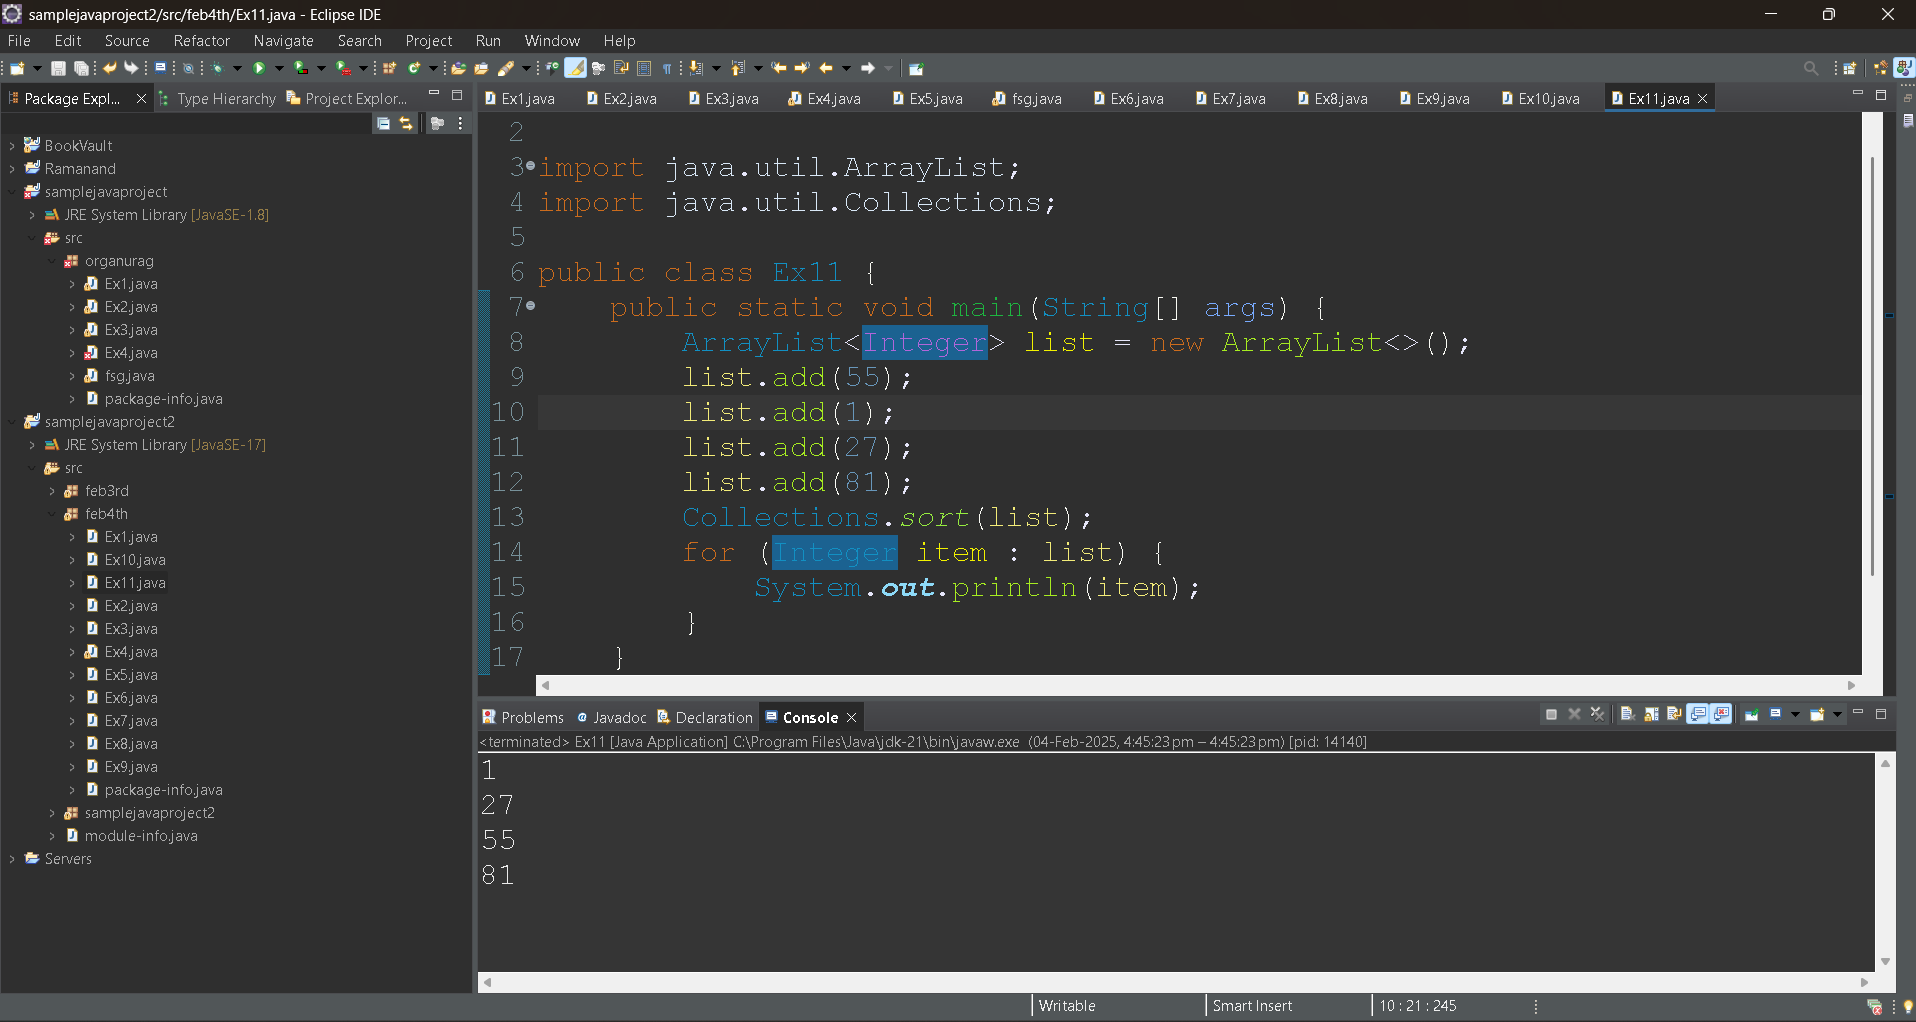 samplejavaproject2/src/feb4th/Ex11.java - Eclipse IDE
File Edit Source Refactor Navigate Search Project Run Window Help
Package Expl... Type Hierarchy Project Explor...
BookVault
Ramanand
samplejavaproject
JRE System Library [JavaSE-1.8]
src
organurag
Ex1.java
Ex2.java
Ex3.java
Ex4.java
fsg.java
package-info.java
samplejavaproject2
JRE System Library [JavaSE-17]
src
feb3rd
feb4th
Ex1.java
Ex10.java
Ex11.java
Ex2.java
Ex3.java
Ex4.java
Ex5.java
Ex6.java
Ex7.java
Ex8.java
Ex9.java
package-info.java
samplejavaproject2
module-info.java
Servers
Ex1.java Ex2.java Ex3.java Ex4.java Ex5.java fsg.java Ex6.java Ex7.java Ex8.java Ex9.java Ex10.java Ex11.java
2
3 import java.util.ArrayList;
4 import java.util.Collections;
5
6 public class Ex11 {
7 public static void main(String[] args) {
8 ArrayList<Integer> list = new ArrayList<>();
9 list.add(55);
10 list.add(1);
11 list.add(27);
12 list.add(81);
13 Collections.sort(list);
14 for (Integer item : list) {
15 System.out.println(item);
16 }
17 }
Problems Javadoc Declaration Console
<terminated> Ex11 [Java Application] C:\Program Files\Java\jdk-21\bin\javaw.exe (04-Feb-2025, 4:45:23 pm – 4:45:23 pm) [pid: 14140]
1
27
55
81
Writable Smart Insert 10 : 21 : 245